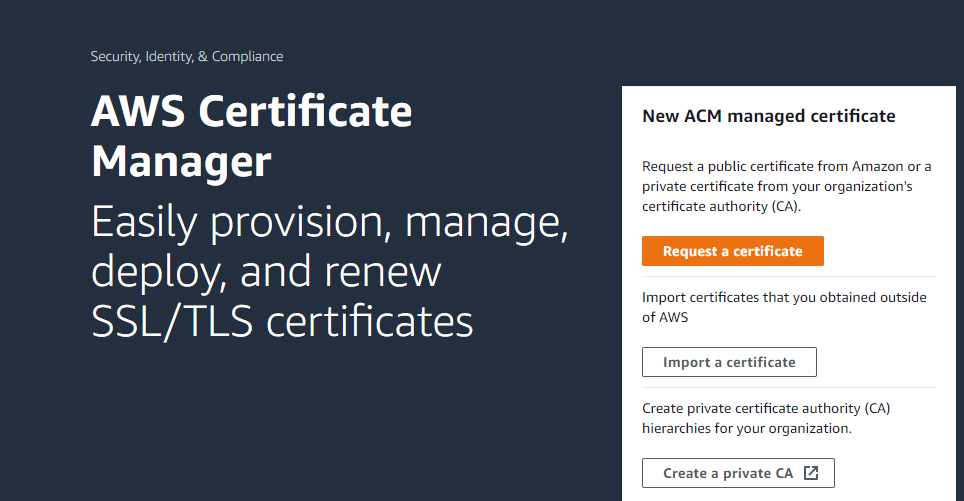 Security, Identity, & Compliance
AWS Certificate
Manager
Easily provision, manage,
deploy, and renew
SSL/TLS certificates
New ACM managed certificate
Request a public certificate from Amazon or a
private certificate from your organization's
certificate authority (CA).
Request a certificate
Import certificates that you obtained outside
of AWS
Import a certificate
Create private certificate authority (CA)
hierarchies for your organization.
Create a private CA